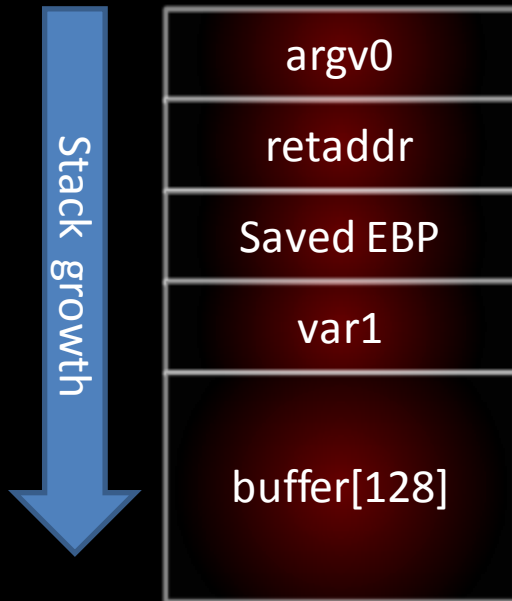 Stack growth
argv0
retaddr
Saved EBP
var1
buffer[128]